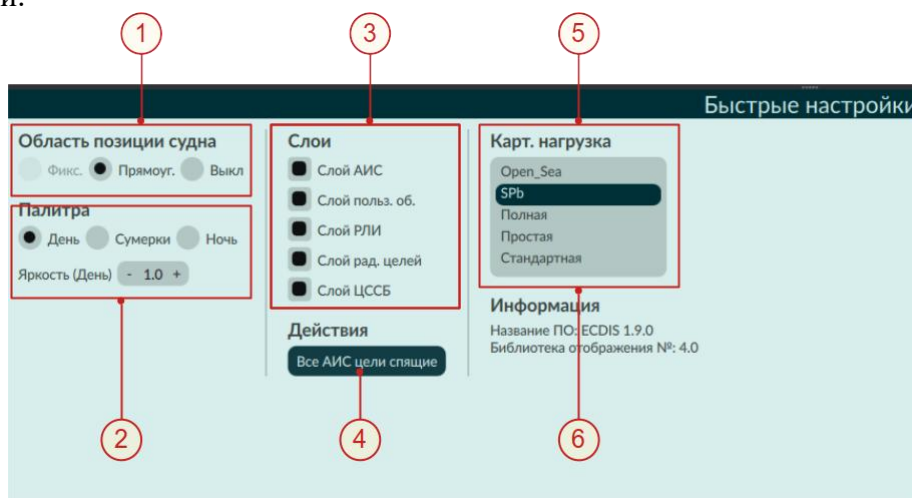 и.
1 3 5
Быстрые настройки
Область позиции судна
Фикс. Прямоуг. Выкл
Палитра
День Сумерки Ночь
Яркость (День) - 1.0 +
Слои
Слой АИС
Слой польз. об.
Слой РЛИ
Слой рад. целей
Слой ЦССБ
Действия
Все АИС цели спящие
Карт. нагрузка
Open_Sea
SPb
Полная
Простая
Стандартная
Информация
Название ПО: ECDIS 1.9.0
Библиотека отображения №: 4.0
2 4 6